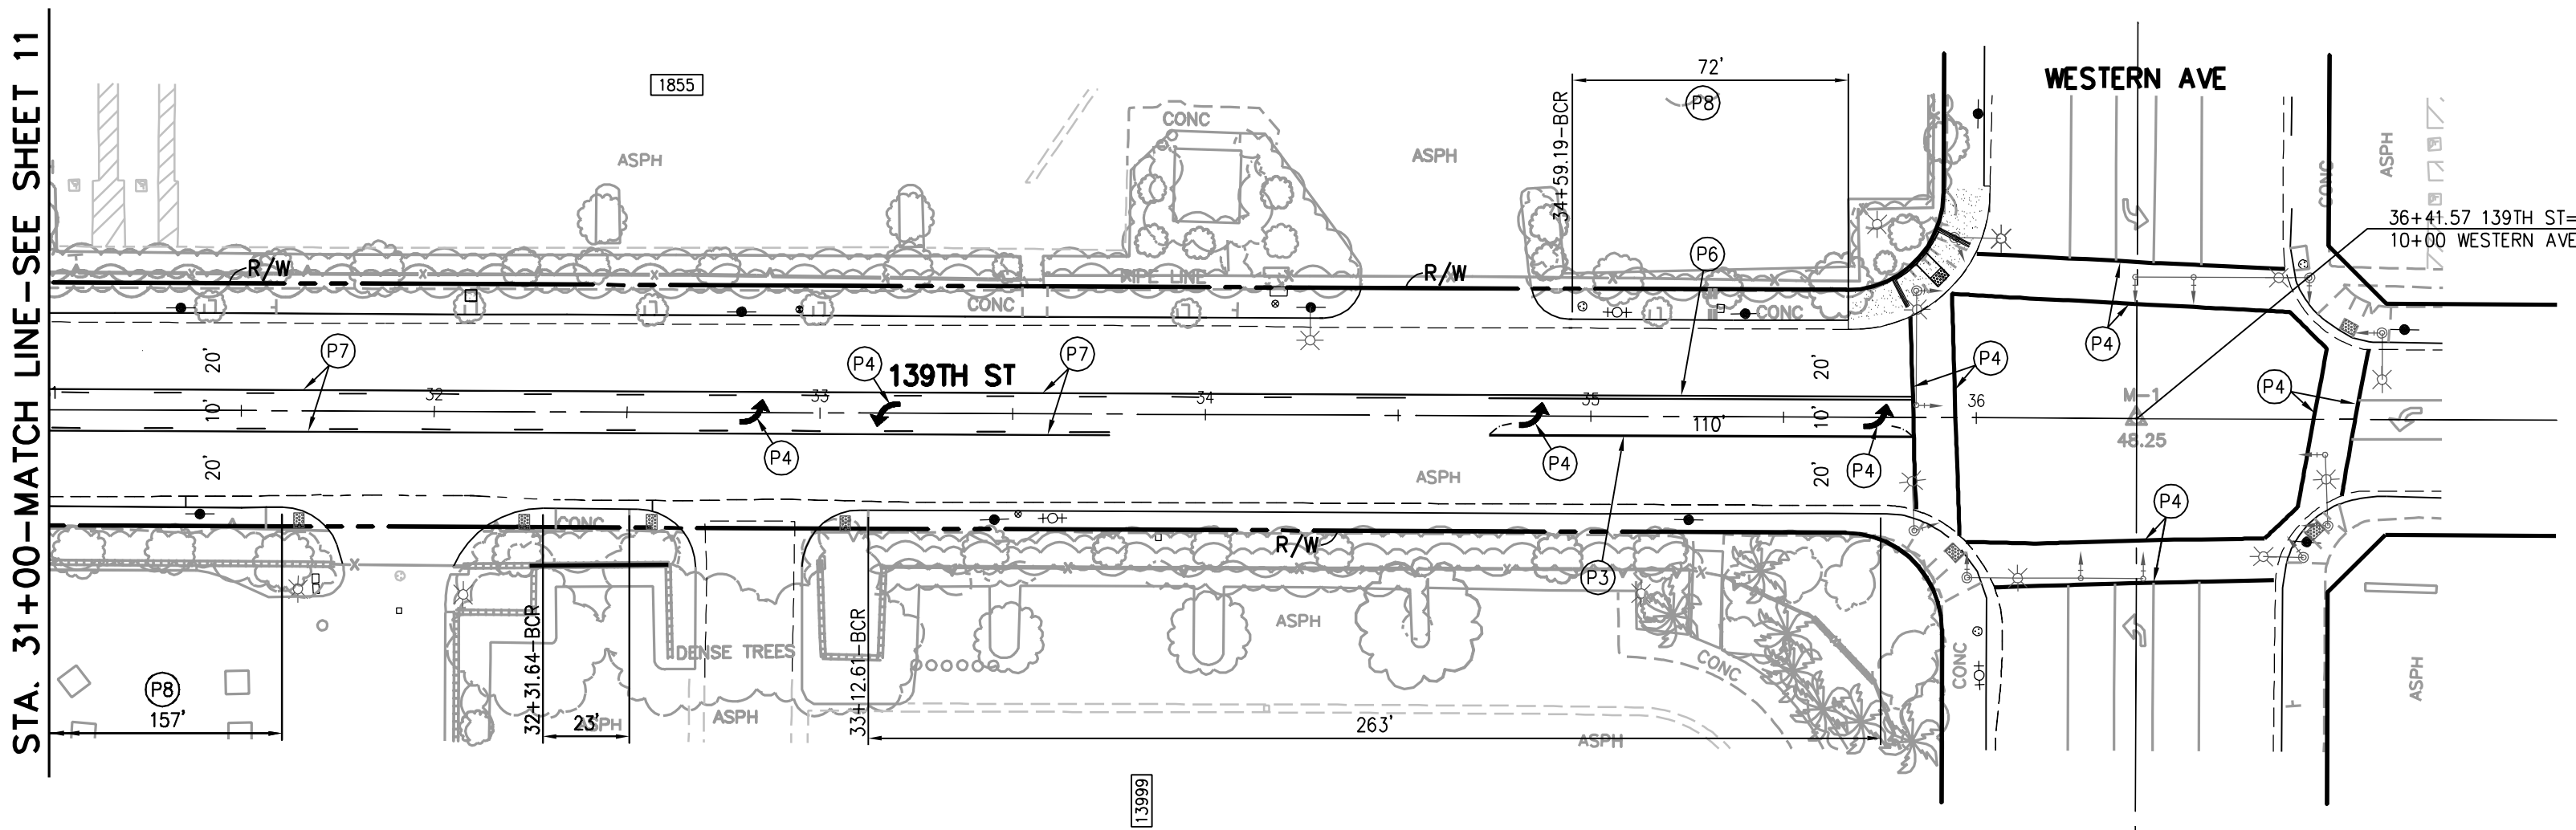 STA. 31+00-MATCH LINE-SEE SHEET 11
1855
72'
P8
WESTERN AVE
CONC
ASPH
ASPH
34+59.19-BCR
CONC
ASPH
36+41.57 139TH ST=
10+00 WESTERN AVE
R/W
PIPE LINE
R/W
P6
CONC
CONC
20'
P7
P4
139TH ST
P7
20'
P4
P4
P4
32
33
34
35
36
10'
110'
10'
M-1
48.25
P4
P4
P4
20'
ASPH
20'
P4
CONC
R/W
P3
32+31.64-BCR
DENSE TREES
33+12.61-BCR
ASPH
CONC
CONC
ASPH
P8
157'
23'
ASPH
ASPH
263'
ASPH
13999